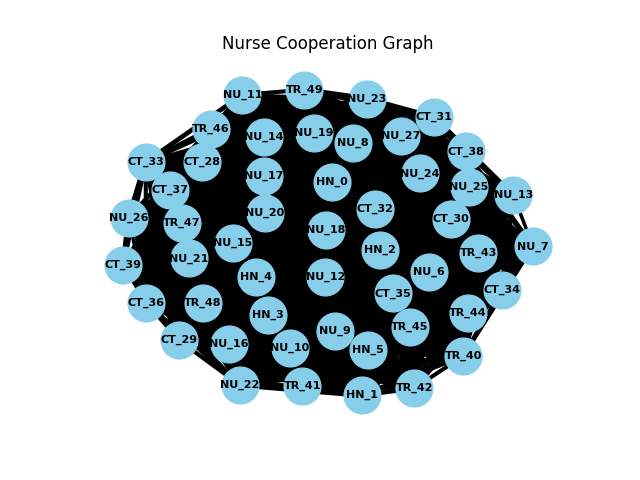 Nurse Cooperation Graph
TR_49
NU_11
NU_23
CT_31
TR_46
NU_14
NU_19
NU_8
NU_27
CT_38
CT_33
CT_28
NU_17
HN_0
NU_24
NU_25
CT_37
NU_13
NU_26
TR_47
NU_20
CT_32
CT_30
NU_18
NU_15
HN_2
TR_43
NU_7
CT_39
NU_21
HN_4
NU_12
NU_6
CT_34
CT_35
CT_36
TR_48
HN_3
TR_44
CT_29
NU_16
NU_10
NU_9
HN_5
TR_45
TR_40
NU_22
TR_41
HN_1
TR_42